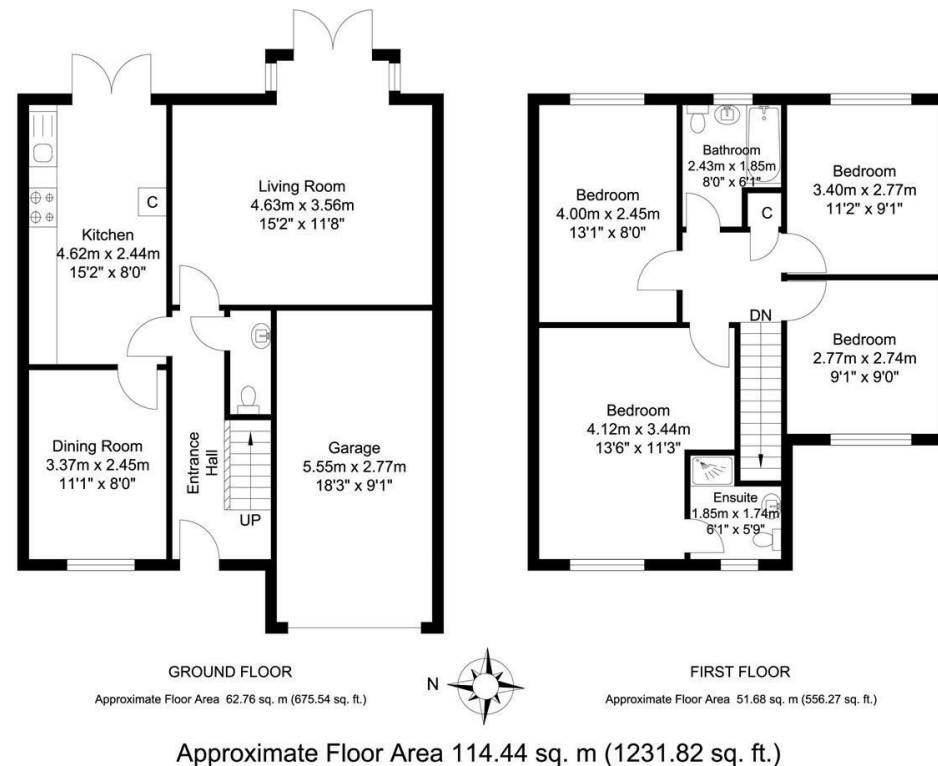 Living Room
4.63m x 3.56m
15'2" x 11'8"
C
Kitchen
4.62m x 2.44m
15'2" x 8'0"
Dining Room
3.37m x 2.45m
11'1" x 8'0"
Entrance
Hall
UP
Garage
5.55m x 2.77m
18'3" x 9'1"
Bedroom
4.00m x 2.45m
13'1" x 8'0"
Bathroom
2.43m x 1.85m
8'0" x 6'1"
C
Bedroom
3.40m x 2.77m
11'2" x 9'1"
DN
Bedroom
2.77m x 2.74m
9'1" x 9'0"
Bedroom
4.12m x 3.44m
13'6" x 11'3"
Ensuite
1.85m x 1.74m
6'1" x 5'9"
GROUND FLOOR
Approximate Floor Area 62.76 sq. m (675.54 sq. ft.)
N
FIRST FLOOR
Approximate Floor Area 51.68 sq. m (556.27 sq. ft.)
Approximate Floor Area 114.44 sq. m (1231.82 sq. ft.)